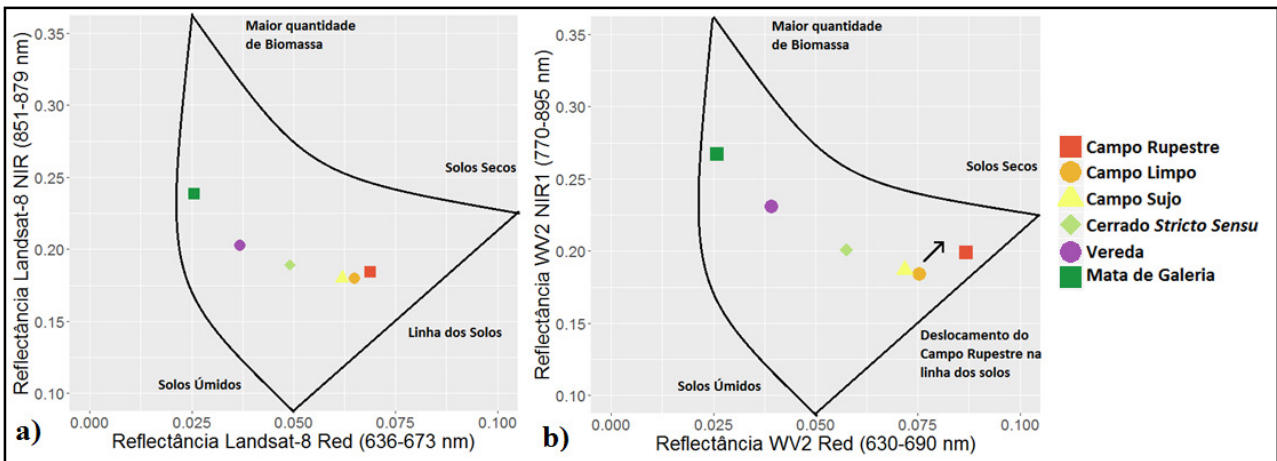 Reflectância Landsat-8 NIR (851-879 nm)
0.35
0.30
0.25
0.20
0.15
0.10
Maior quantidade
de Biomassa
Solos Secos
Linha dos Solos
Solos Úmidos
0.000
0.025
0.050
0.075
0.100
a)
Reflectância Landsat-8 Red (636-673 nm)
Reflectância WV2 NIR1 (770-895 nm)
0.35
0.30
0.25
0.20
0.15
0.10
Maior quantidade
de Biomassa
Solos Secos
Deslocamento do
Campo Rupestre na
linha dos solos
Solos Úmidos
0.000
0.025
0.050
0.075
0.100
b)
Reflectância WV2 Red (630-690 nm)
Campo Rupestre
Campo Limpo
Campo Sujo
Cerrado Stricto Sensu
Vereda
Mata de Galeria